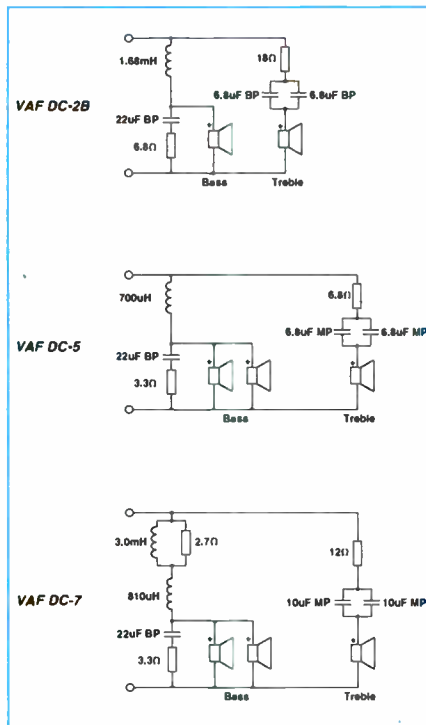 VAF DC-2B
1.68mH
18Ω
6.8uF BP
6.8uF BP
22uF BP
6.8Ω
Bass
Treble
VAF DC-5
700uH
6.8Ω
6.8uF MP
6.8uF MP
22uF BP
3.3Ω
Bass
Treble
VAF DC-7
3.0mH
2.7Ω
12Ω
810uH
10uF MP
10uF MP
22uF BP
3.3Ω
Bass
Treble